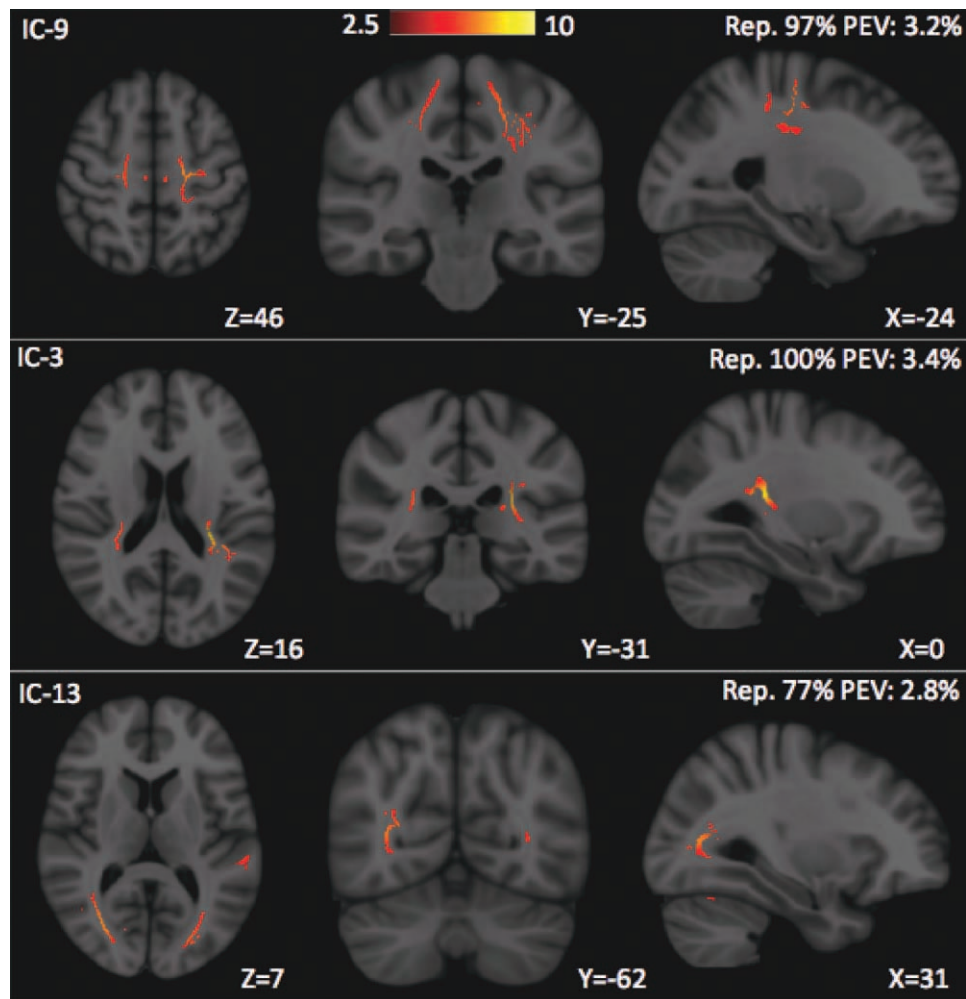 IC-9 2.5 10 Rep. 97% PEV: 3.2%
Z=46 Y=-25 X=-24
IC-3 Rep. 100% PEV: 3.4%
Z=16 Y=-31 X=0
IC-13 Rep. 77% PEV: 2.8%
Z=7 Y=-62 X=31